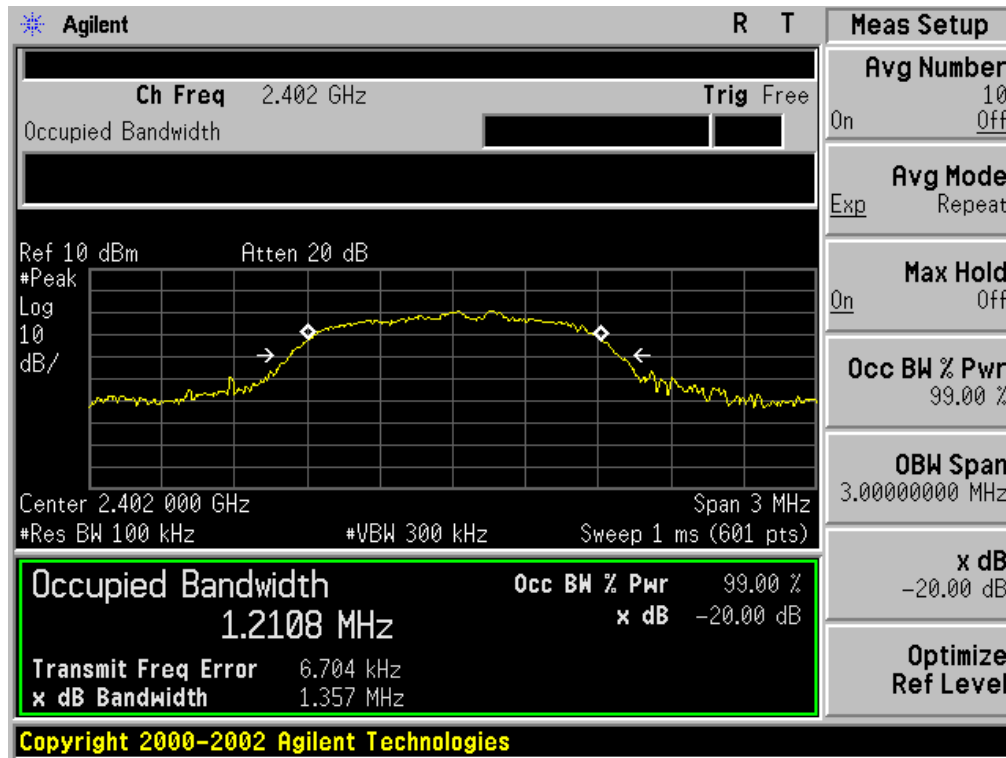 Agilent R T Meas Setup
Ch Freq 2.402 GHz Trig Free
Occupied Bandwidth
Avg Number
10
On Off
Avg Mode
Exp Repeat
Max Hold
On Off
Occ BW % Pwr
99.00 %
OBW Span
3.00000000 MHz
x dB
-20.00 dB
Optimize
Ref Level
Ref 10 dBm Atten 20 dB
#Peak
Log
10
dB/
Center 2.402 000 GHz Span 3 MHz
#Res BW 100 kHz #VBW 300 kHz Sweep 1 ms (601 pts)
Occupied Bandwidth Occ BW % Pwr 99.00 %
1.2108 MHz x dB -20.00 dB
Transmit Freq Error 6.704 kHz
x dB Bandwidth 1.357 MHz
Copyright 2000-2002 Agilent Technologies